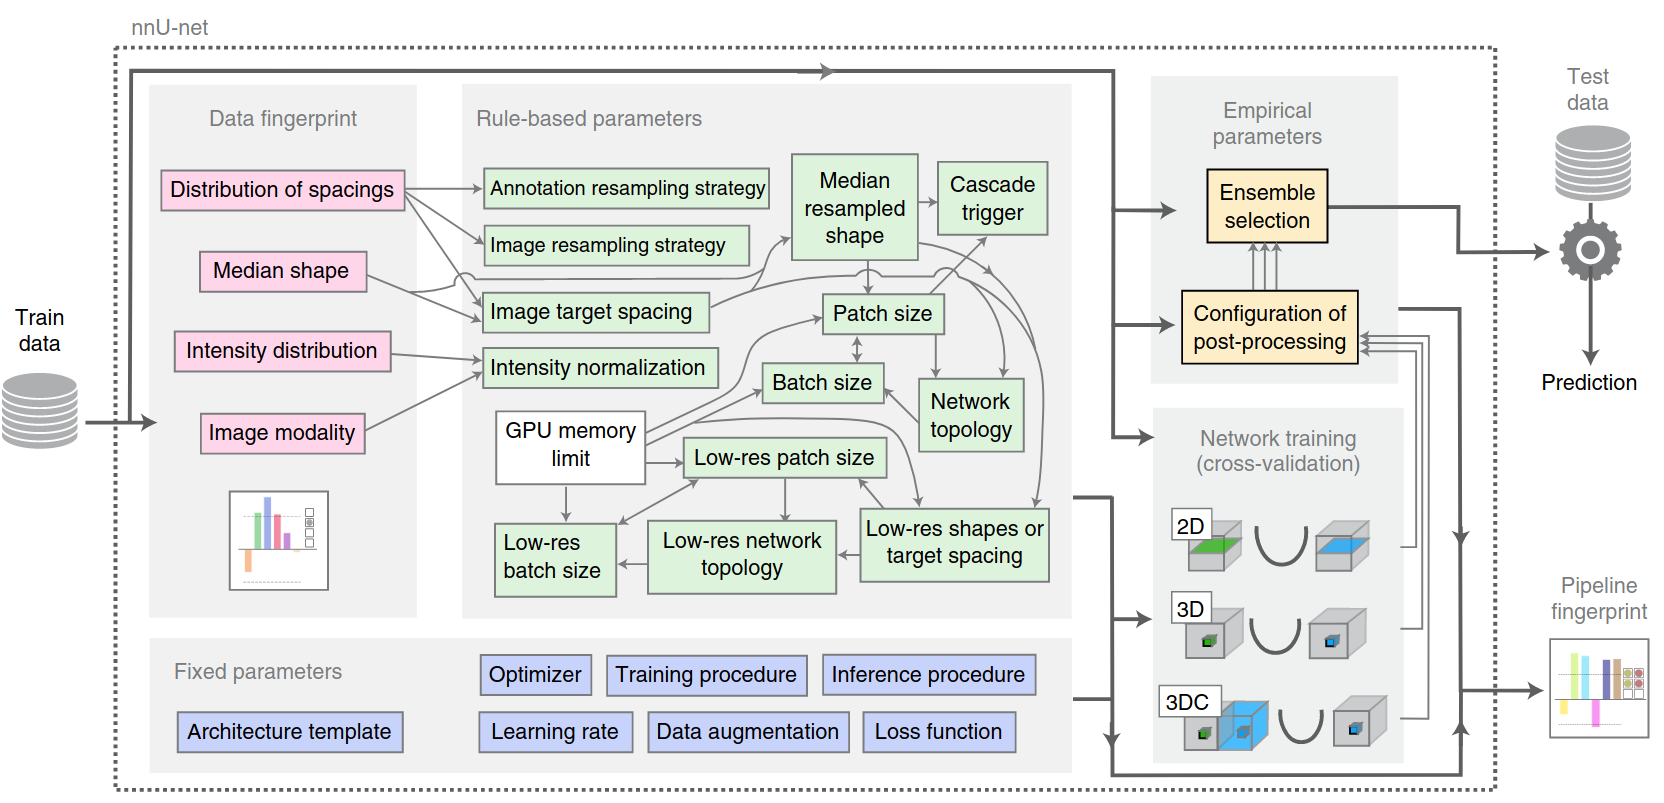 nnU-net
Train
data
Data fingerprint
Distribution of spacings
Median shape
Intensity distribution
Image modality
Rule-based parameters
Annotation resampling strategy
Image resampling strategy
Image target spacing
Intensity normalization
Median
resampled
shape
Cascade
trigger
Patch size
Batch size
Network
topology
GPU memory
limit
Low-res patch size
Low-res
batch size
Low-res network
topology
Low-res shapes or
target spacing
Fixed parameters
Optimizer
Training procedure
Inference procedure
Architecture template
Learning rate
Data augmentation
Loss function
Empirical
parameters
Ensemble
selection
Configuration of
post-processing
Network training
(cross-validation)
2D
3D
3DC
Test
data
Prediction
Pipeline
fingerprint